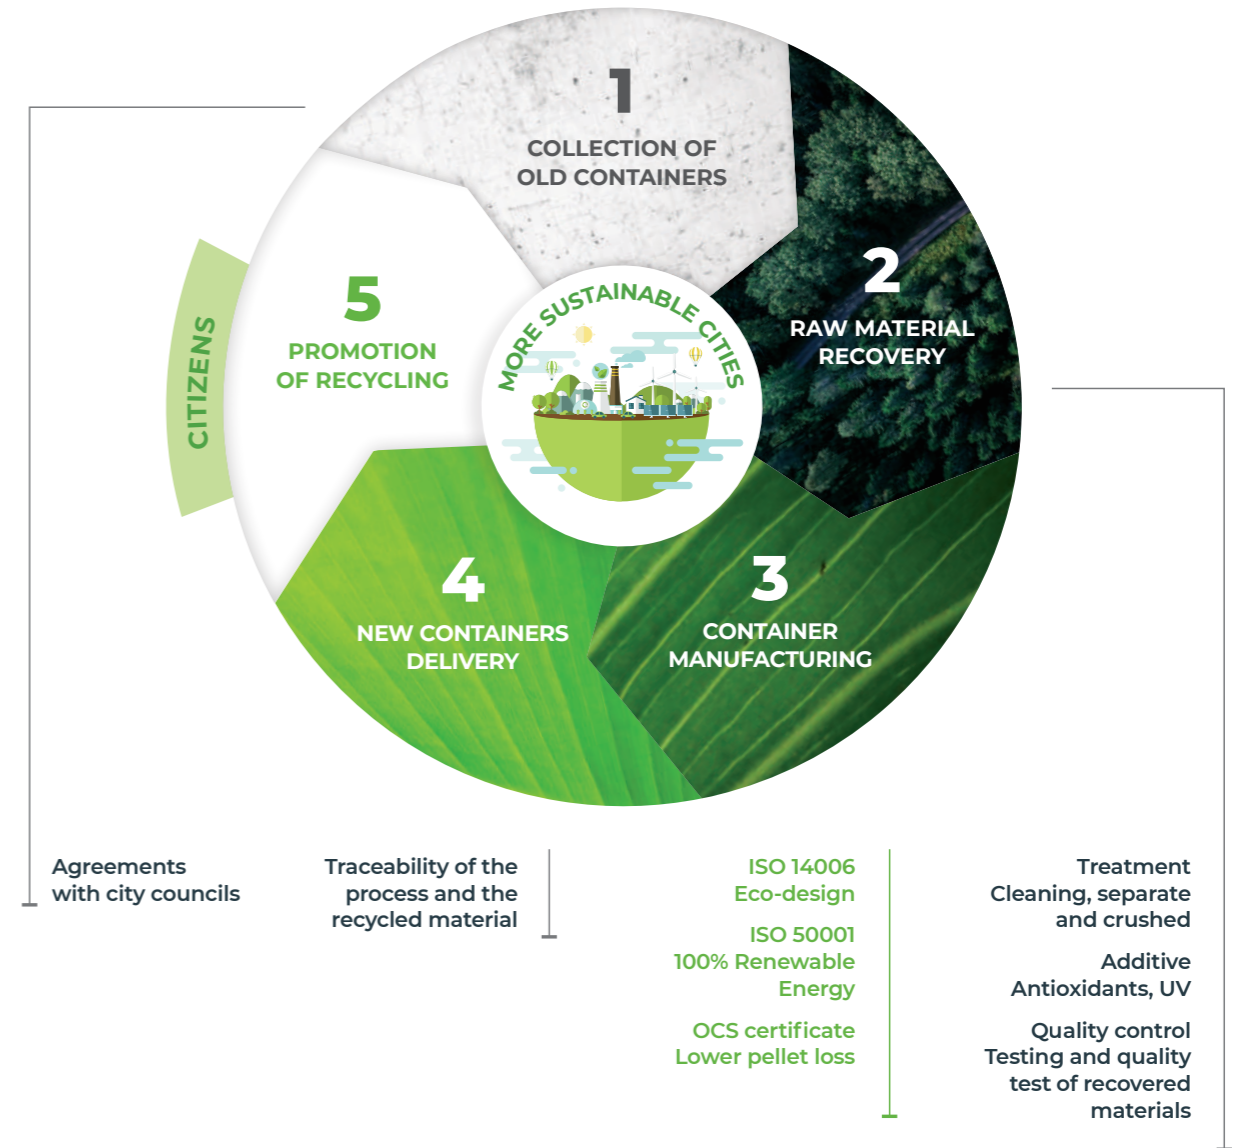 1
COLLECTION OF
OLD CONTAINERS
2
RAW MATERIAL
RECOVERY
3
CONTAINER
MANUFACTURING
4
NEW CONTAINERS
DELIVERY
5
PROMOTION
OF RECYCLING
CITIZENS
MORE SUSTAINABLE CITIES
Agreements
with city councils
Traceability of the
process and the
recycled material
ISO 14006
Eco-design
ISO 50001
100% Renewable
Energy
OCS certificate
Lower pellet loss
Treatment
Cleaning, separate
and crushed
Additive
Antioxidants, UV
Quality control
Testing and quality
test of recovered
materials